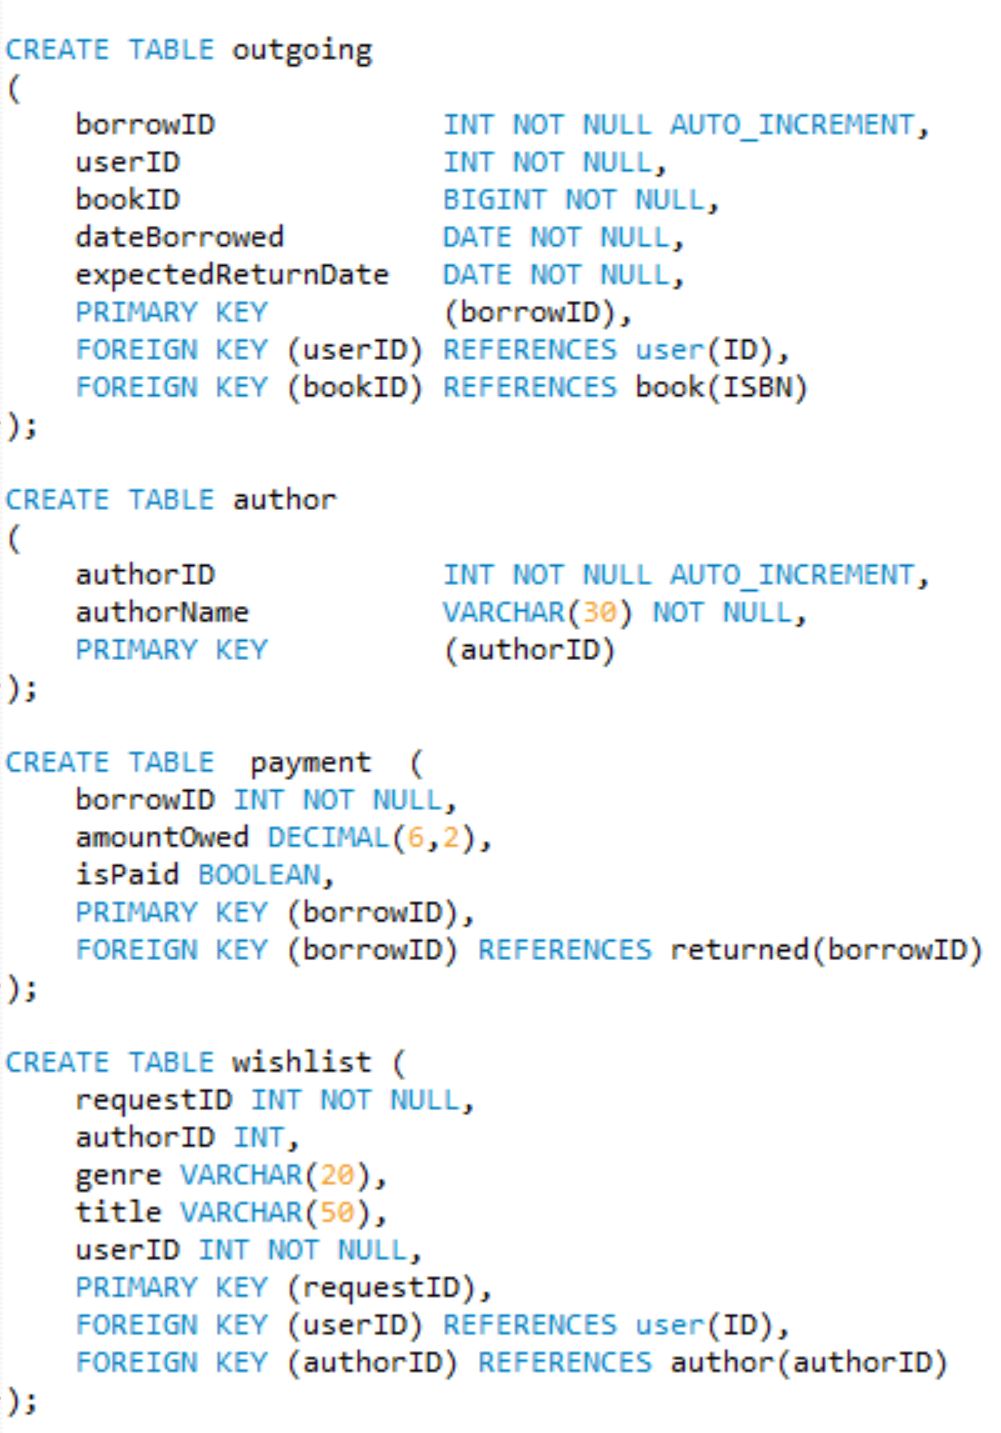 CREATE TABLE outgoing
(
    borrowID             INT NOT NULL AUTO_INCREMENT,
    userID               INT NOT NULL,
    bookID               BIGINT NOT NULL,
    dateBorrowed         DATE NOT NULL,
    expectedReturnDate   DATE NOT NULL,
    PRIMARY KEY          (borrowID),
    FOREIGN KEY (userID) REFERENCES user(ID),
    FOREIGN KEY (bookID) REFERENCES book(ISBN)
);

CREATE TABLE author
(
    authorID             INT NOT NULL AUTO_INCREMENT,
    authorName           VARCHAR(30) NOT NULL,
    PRIMARY KEY          (authorID)
);

CREATE TABLE  payment  (
    borrowID INT NOT NULL,
    amountOwed DECIMAL(6,2),
    isPaid BOOLEAN,
    PRIMARY KEY (borrowID),
    FOREIGN KEY (borrowID) REFERENCES returned(borrowID)
);

CREATE TABLE wishlist (
    requestID INT NOT NULL,
    authorID INT,
    genre VARCHAR(20),
    title VARCHAR(50),
    userID INT NOT NULL,
    PRIMARY KEY (requestID),
    FOREIGN KEY (userID) REFERENCES user(ID),
    FOREIGN KEY (authorID) REFERENCES author(authorID)
);